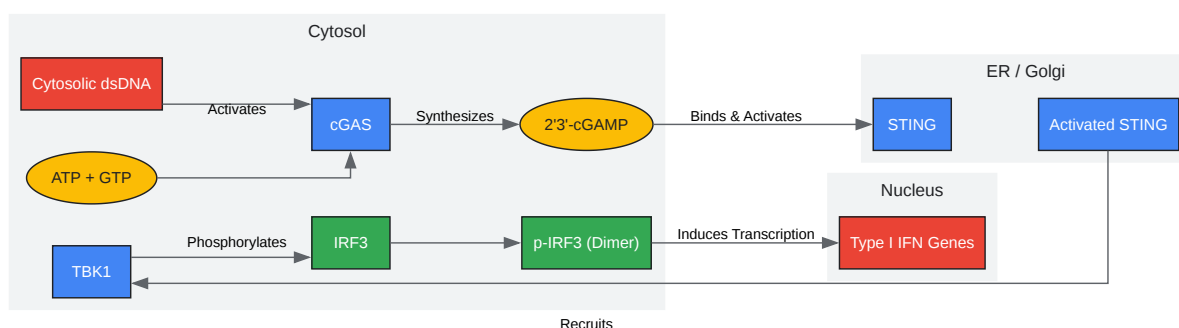 Cytosol
ER / Golgi
Cytosolic dsDNA
Activates
cGAS
Synthesizes
2'3'-cGAMP
Binds & Activates
STING
Activated STING
ATP + GTP
Nucleus
TBK1
Phosphorylates
IRF3
p-IRF3 (Dimer)
Induces Transcription
Type I IFN Genes
Recruits